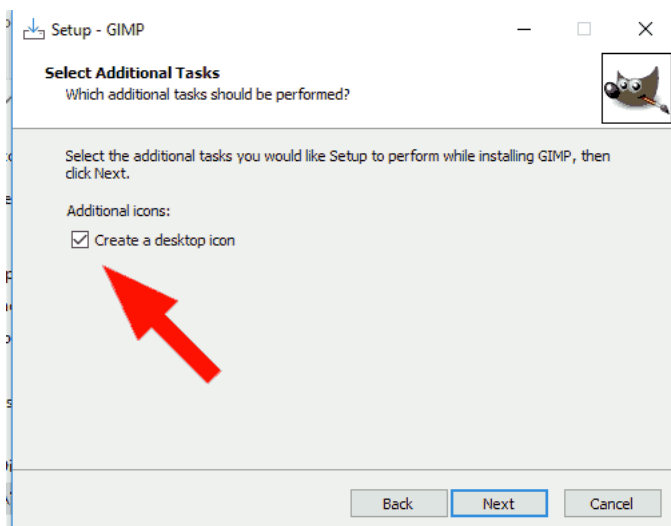 Setup - GIMP
Select Additional Tasks
Which additional tasks should be performed?
Select the additional tasks you would like Setup to perform while installing GIMP, then
click Next.
Additional icons:
Create a desktop icon
Back Next Cancel